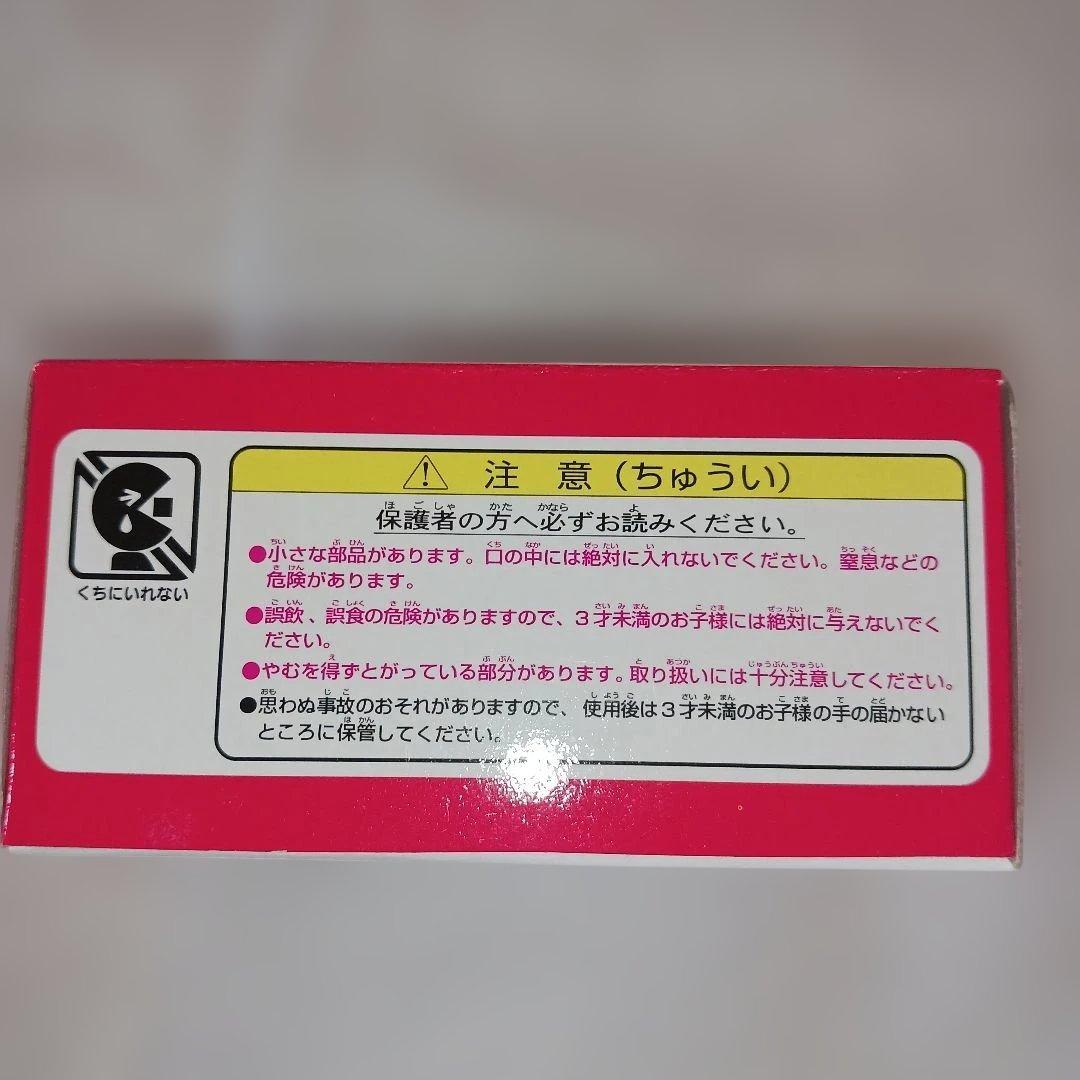 くちにいれない
⚠ 注意（ちゅうい）
保護者の方へ必ずお読みください。
●小さな部品があります。口の中には絶対に入れないでください。窒息などの
危険があります。
●誤飲、誤食の危険がありますので、3才未満のお子様には絶対に与えないでく
ださい。
●やむを得ずとがっている部分があります。取り扱いには十分注意してください。
●思わぬ事故のおそれがありますので、使用後は3才未満のお子様の手の届かない
ところに保管してください。